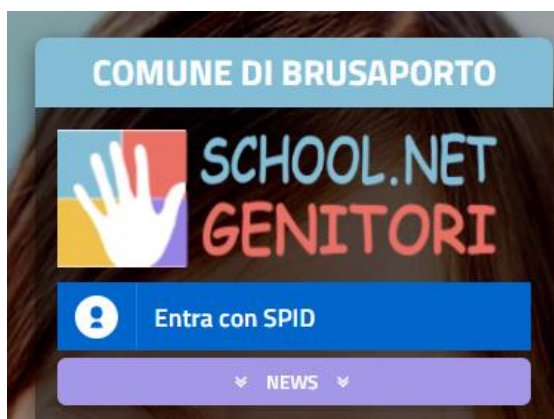 COMUNE DI BRUSAPORTO
SCHOOL.NET
GENITORI
Entra con SPID
NEWS